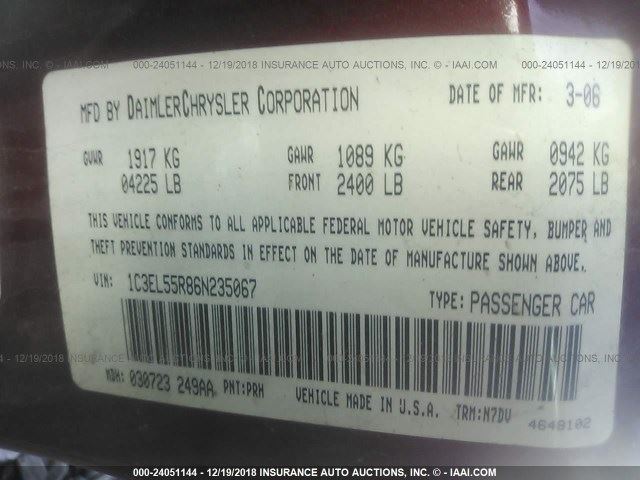 000-24051144 - 12/19/2018 INSURANCE AUTO AUCTIONS, INC. - © - IAAI.COM
MFD BY DAIMLERCHRYSLER CORPORATION DATE OF MFR: 3-06
GVWR 1917 KG GAWR 1089 KG GAWR 0942 KG
04225 LB FRONT 2400 LB REAR 2075 LB
THIS VEHICLE CONFORMS TO ALL APPLICABLE FEDERAL MOTOR VEHICLE SAFETY, BUMPER AND
THEFT PREVENTION STANDARDS IN EFFECT ON THE DATE OF MANUFACTURE SHOWN ABOVE.
VIN: 1C3EL55R86N235067 TYPE: PASSENGER CAR
MDH: 030723 249AA PNT:PRH VEHICLE MADE IN U.S.A. TRM:N7DV 4649102
000-24051144 - 12/19/2018 INSURANCE AUTO AUCTIONS, INC. - © - IAAI.COM